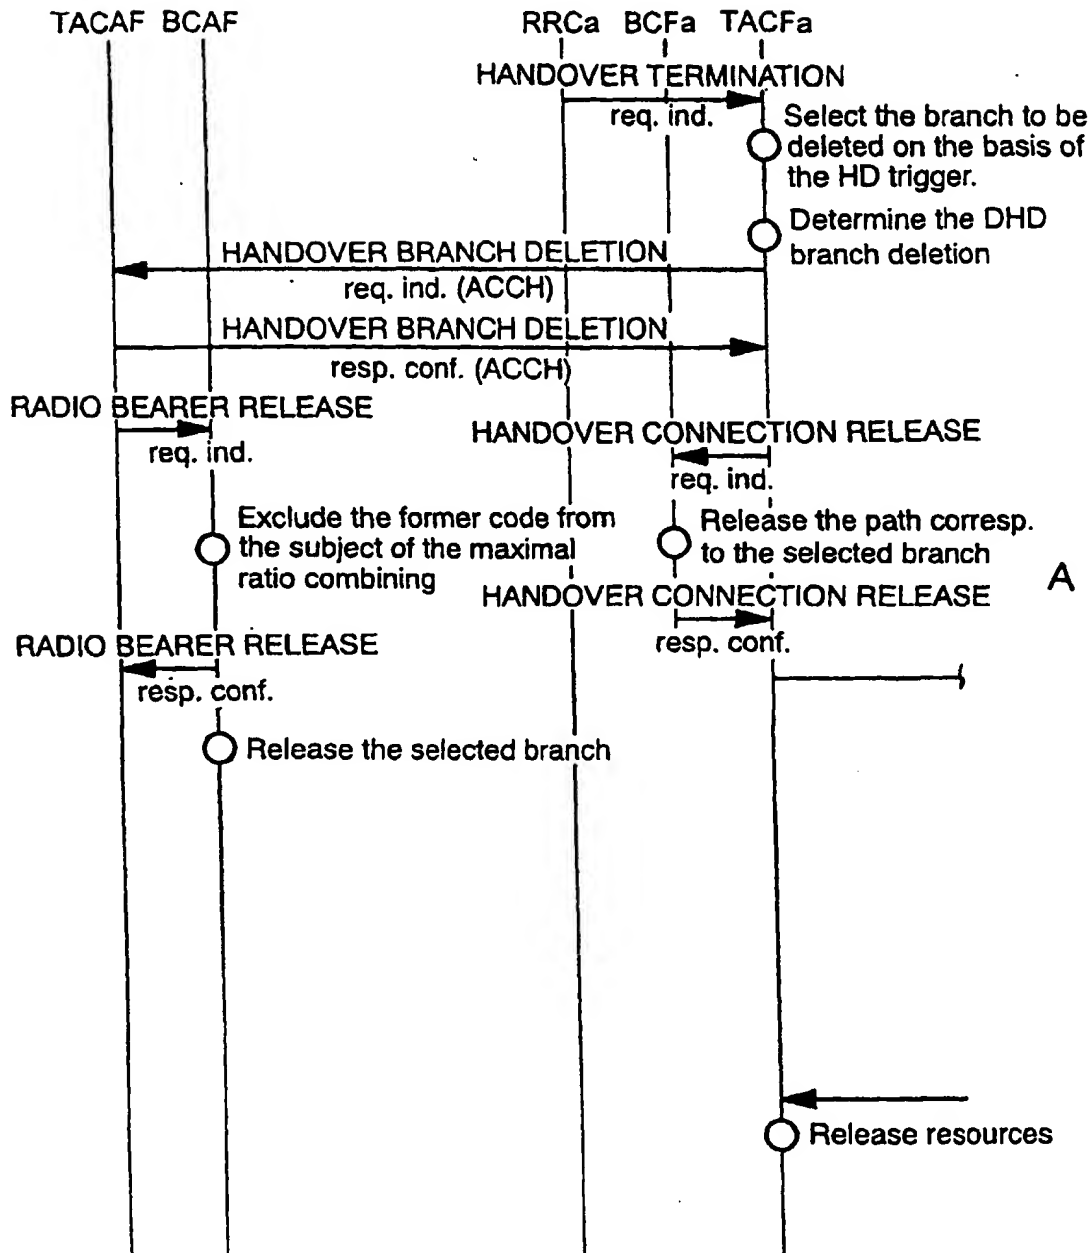 TACAF BCAF RRCa BCFa TACFa
HANDOVER TERMINATION
req. ind.
Select the branch to be
deleted on the basis of
the HD trigger.
Determine the DHD
branch deletion
HANDOVER BRANCH DELETION
req. ind. (ACCH)
HANDOVER BRANCH DELETION
resp. conf. (ACCH)
RADIO BEARER RELEASE
req. ind.
HANDOVER CONNECTION RELEASE
req. ind.
Exclude the former code from
the subject of the maximal
ratio combining
Release the path corresp.
to the selected branch
A
HANDOVER CONNECTION RELEASE
resp. conf.
RADIO BEARER RELEASE
resp. conf.
Release the selected branch
Release resources